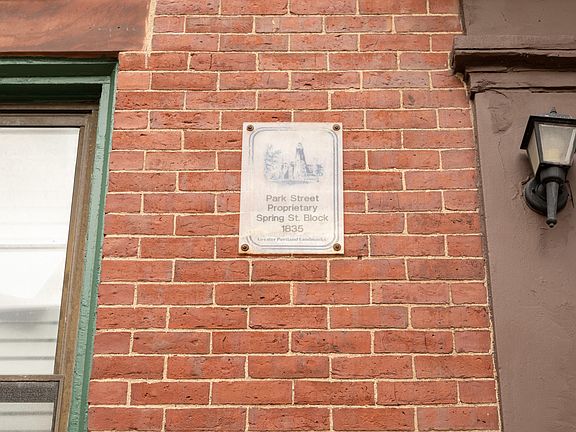 Park Street
Proprietary
Spring St. Block
1835
Greater Portland Landmarks